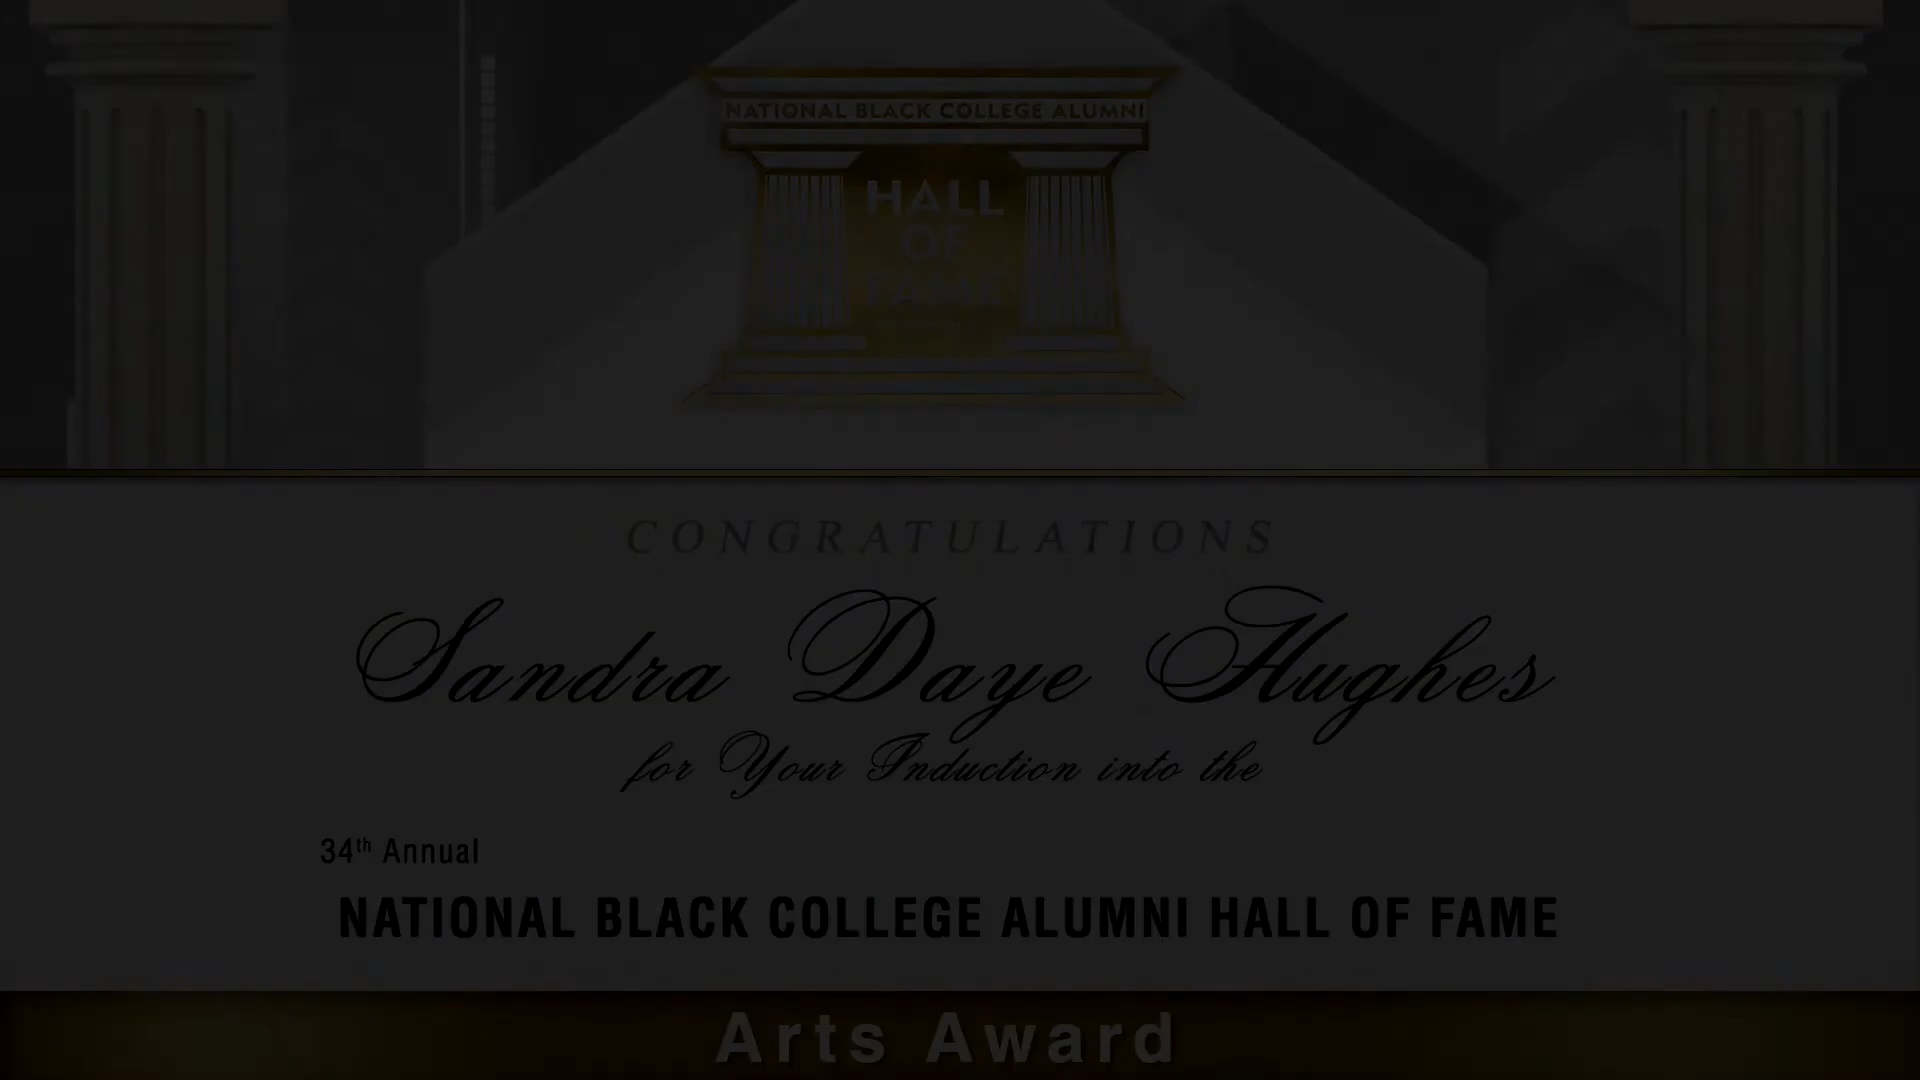 NATIONAL BLACK COLLEGE ALUMNI
HALL
OF
FAME
CONGRATULATIONS
Sandra Daye Hughes
for Your Induction into the
34th Annual
NATIONAL BLACK COLLEGE ALUMNI HALL OF FAME
Arts Award